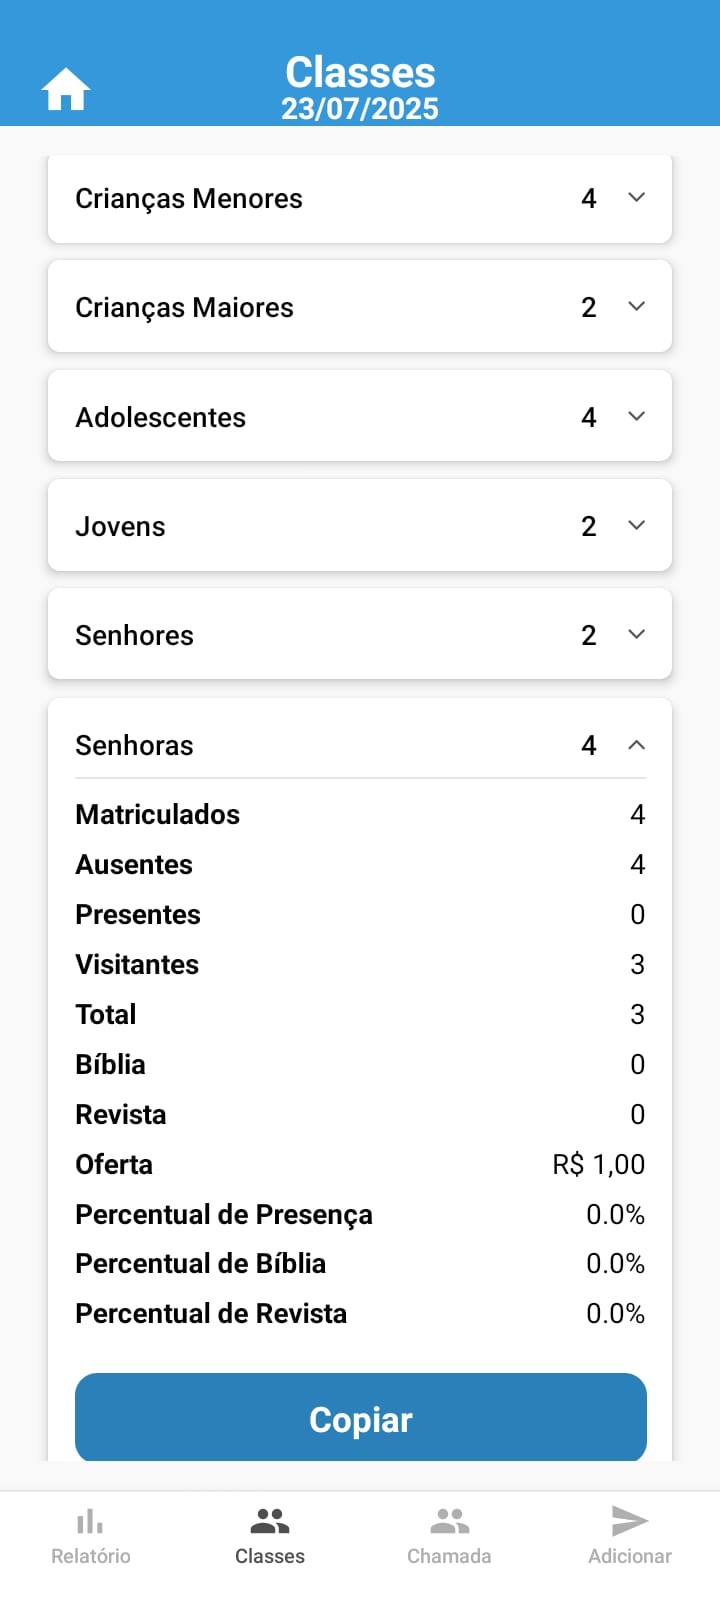 Classes
23/07/2025
Crianças Menores 4
Crianças Maiores 2
Adolescentes 4
Jovens 2
Senhores 2
Senhoras 4
Matriculados 4
Ausentes 4
Presentes 0
Visitantes 3
Total 3
Bíblia 0
Revista 0
Oferta R$ 1,00
Percentual de Presença 0.0%
Percentual de Bíblia 0.0%
Percentual de Revista 0.0%
Copiar
Relatório Classes Chamada Adicionar